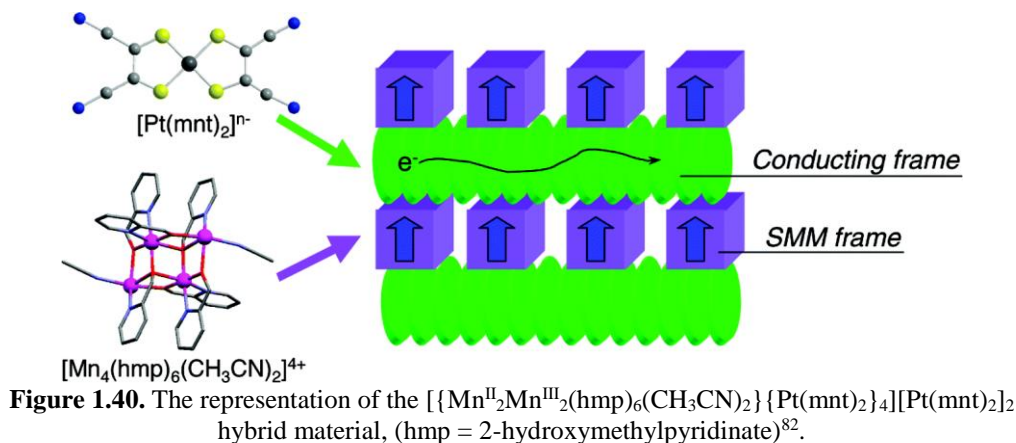 [Pt(mnt)₂]ⁿ⁻
e⁻
Conducting frame
SMM frame
[Mn₄(hmp)₆(CH₃CN)₂]⁴⁺
Figure 1.40. The representation of the [{Mnᴵᴵ₂Mnᴵᴵᴵ₂(hmp)₆(CH₃CN)₂}{Pt(mnt)₂}₄][Pt(mnt)₂]₂
hybrid material, (hmp = 2-hydroxymethylpyridinate)⁸².